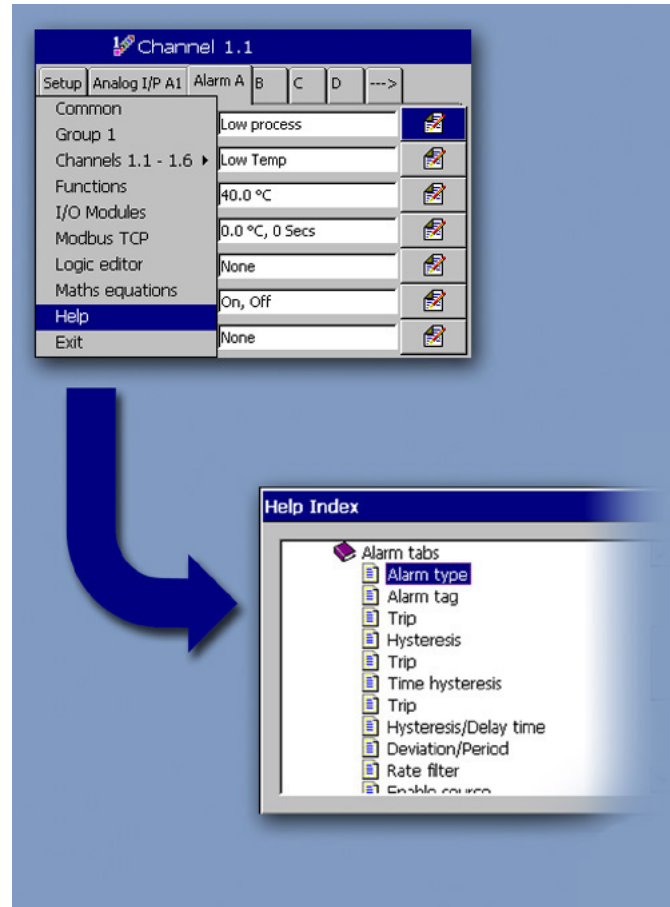 Channel 1.1
Setup Analog I/P A1 Alarm A B C D --->
Common
Group 1
Channels 1.1 - 1.6
Functions
I/O Modules
Modbus TCP
Logic editor
Maths equations
Help
Exit
Low process
Low Temp
40.0 °C
0.0 °C, 0 Secs
None
On, Off
None
Help Index
Alarm tabs
Alarm type
Alarm tag
Trip
Hysteresis
Trip
Time hysteresis
Trip
Hysteresis/Delay time
Deviation/Period
Rate filter
Enable source